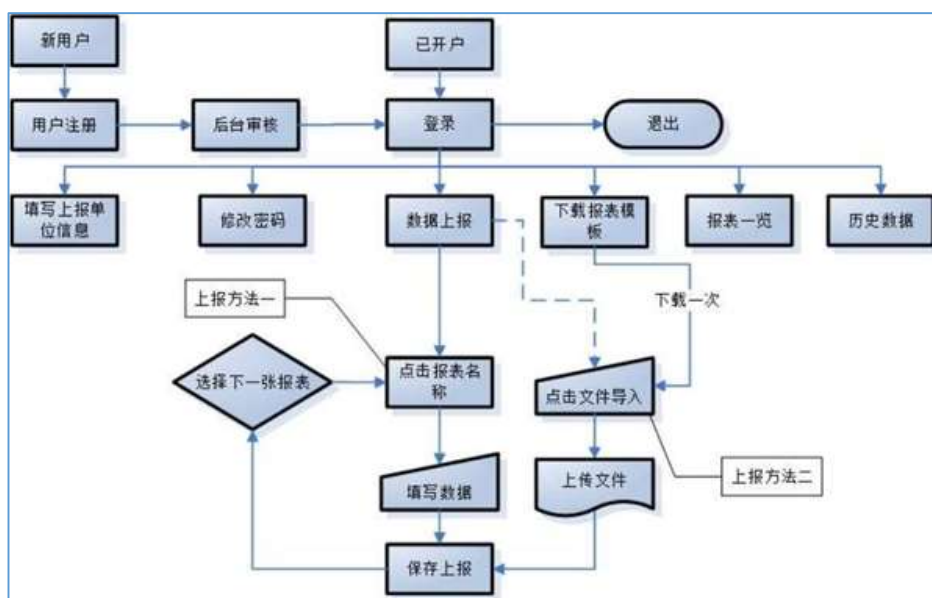 新用户
已开户
用户注册
后台审核
登录
退出
填写上报单
位信息
修改密码
数据上报
下载报表模
板
报表一览
历史数据
上报方法一
下载一次
选择下一张报表
点击报表名
称
点击文件导入
填写数据
上传文件
上报方法二
保存上报